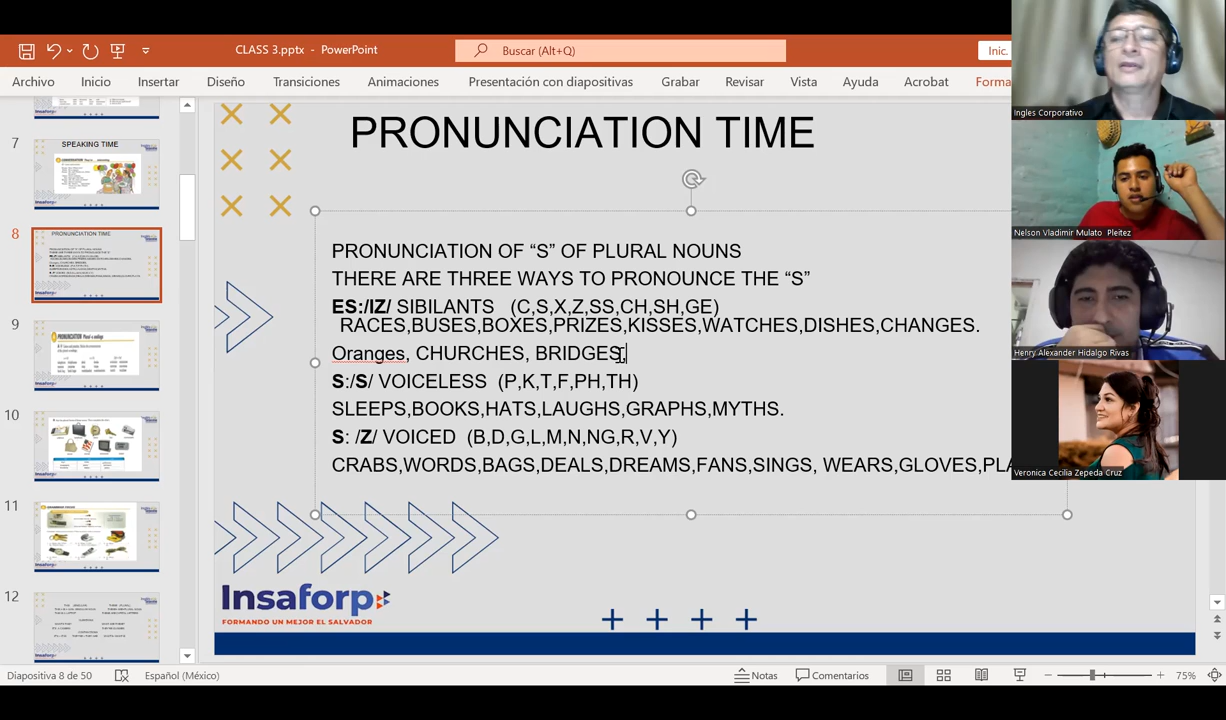 CLASS 3.pptx - PowerPoint
Buscar (Alt+Q)
Inic.
Archivo Inicio Insertar Diseño Transiciones Animaciones Presentación con diapositivas Grabar Revisar Vista Ayuda Acrobat Forma
7
SPEAKING TIME
8
PRONUNCIATION TIME
9
10
11
12
PRONUNCIATION TIME
PRONUNCIATION OF “S” OF PLURAL NOUNS
THERE ARE THREE WAYS TO PRONOUNCE THE “S”
ES:/IZ/ SIBILANTS (C,S,X,Z,SS,CH,SH,GE)
RACES,BUSES,BOXES,PRIZES,KISSES,WATCHES,DISHES,CHANGES.
Oranges, CHURCHES, BRIDGES,
S:/S/ VOICELESS (P,K,T,F,PH,TH)
SLEEPS,BOOKS,HATS,LAUGHS,GRAPHS,MYTHS.
S: /Z/ VOICED (B,D,G,L,M,N,NG,R,V,Y)
CRABS,WORDS,BAGS,DEALS,DREAMS,FANS,SINGS, WEARS,GLOVES,PLA
Insaforp
FORMANDO UN MEJOR EL SALVADOR
Ingles Corporativo
Nelson Vladimir Mulato Pleitez
Henry Alexander Hidalgo Rivas
Veronica Cecilia Zepeda Cruz
Diapositiva 8 de 50
Español (México)
Notas
Comentarios
75%